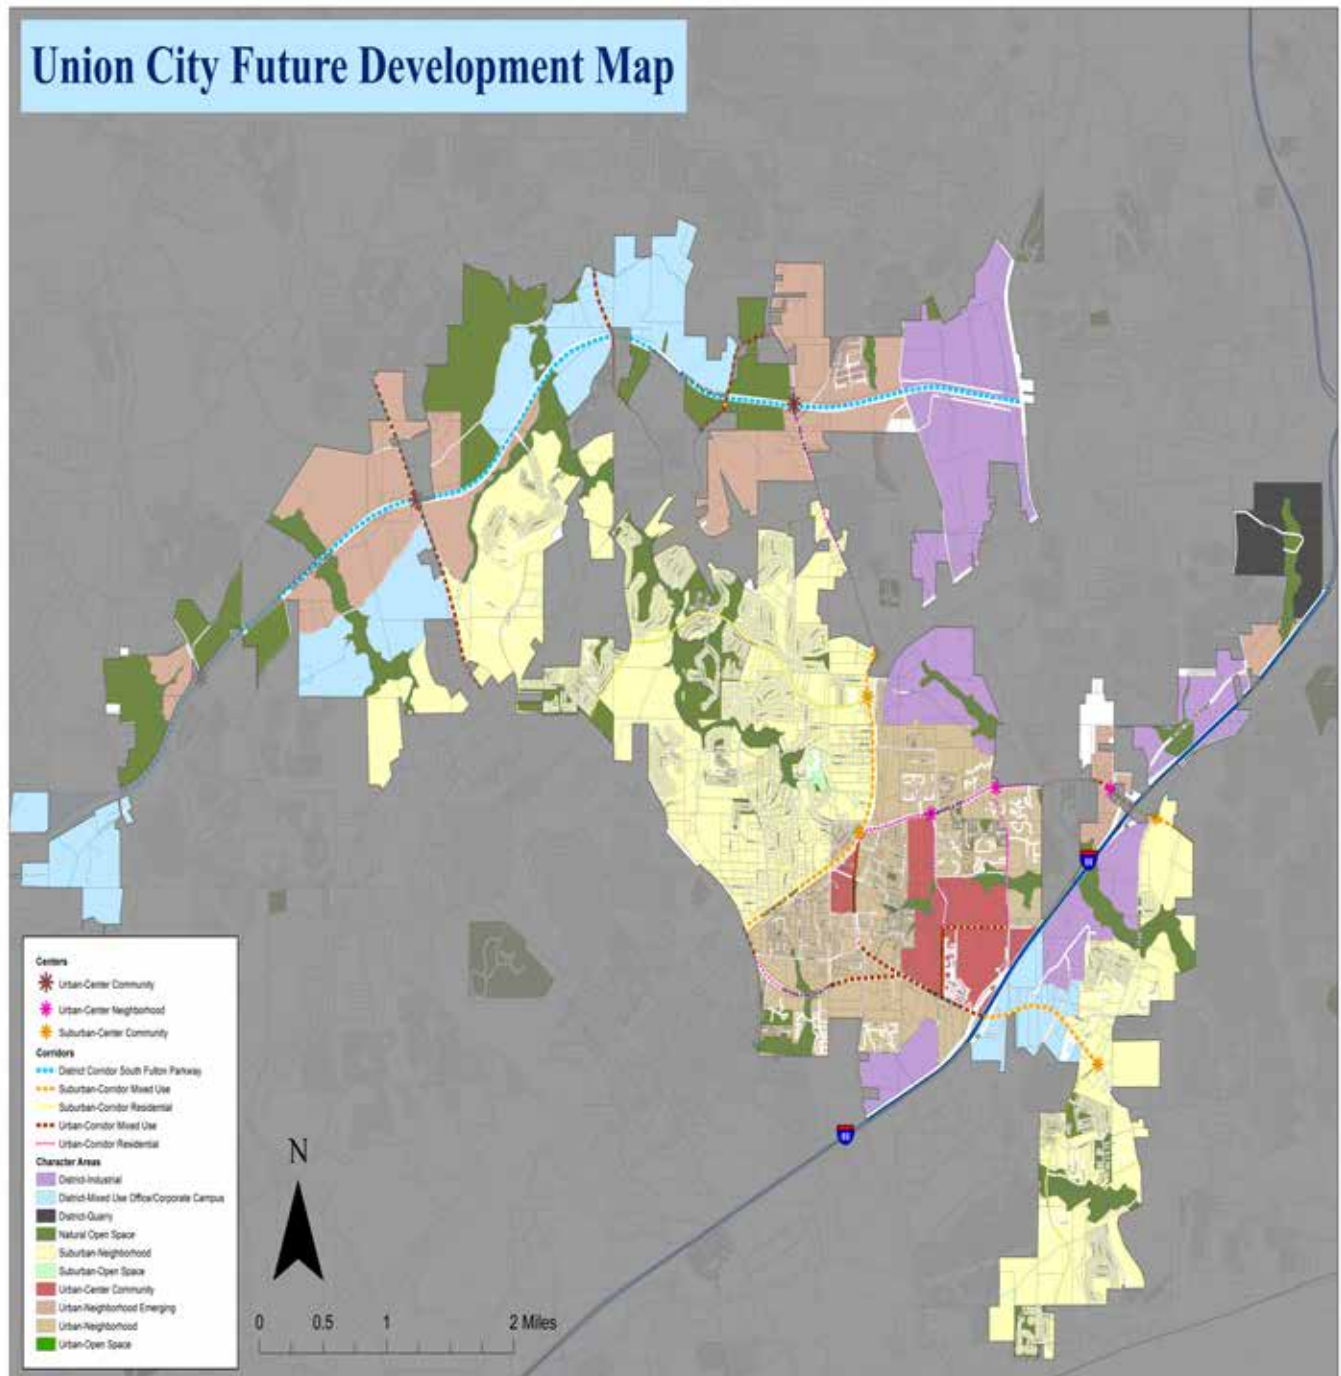 Union City Future Development Map
Centers
Urban-Center Community
Urban-Center Neighborhood
Suburban-Center Community
Corridors
District Corridor South Fulton Parkway
Suburban-Corridor Mixed Use
Suburban-Corridor Residential
Urban-Corridor Mixed Use
Urban-Corridor Residential
Character Areas
District-Industrial
District-Mixed Use Office/Corporate Campus
District-Quarry
Natural Open Space
Suburban-Neighborhood
Suburban-Open Space
Urban-Center Community
Urban-Neighborhood Emerging
Urban-Neighborhood
Urban-Open Space
N
0 0.5 1 2 Miles